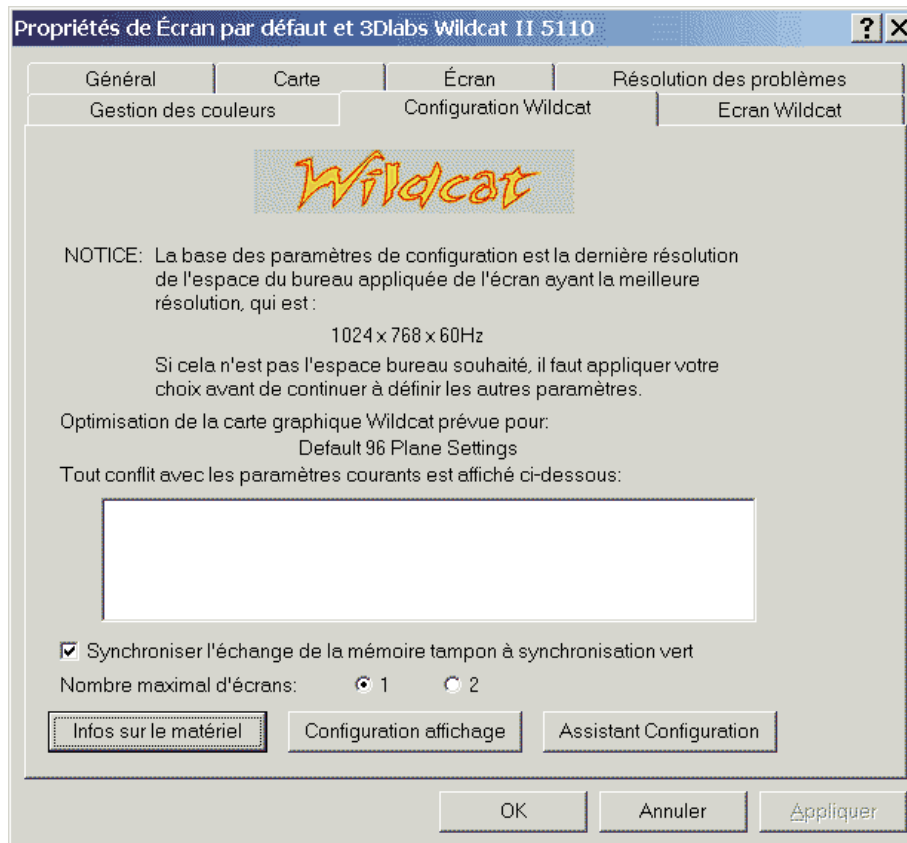 Propriétés de Écran par défaut et 3Dlabs Wildcat II 5110
Général
Carte
Écran
Résolution des problèmes
Gestion des couleurs
Configuration Wildcat
Ecran Wildcat
Wildcat
NOTICE: La base des paramètres de configuration est la dernière résolution
de l'espace du bureau appliquée de l'écran ayant la meilleure
résolution, qui est :
1024 x 768 x 60Hz
Si cela n'est pas l'espace bureau souhaité, il faut appliquer votre
choix avant de continuer à définir les autres paramètres.
Optimisation de la carte graphique Wildcat prévue pour:
Default 96 Plane Settings
Tout conflit avec les paramètres courants est affiché ci-dessous:
Synchroniser l'échange de la mémoire tampon à synchronisation vert
Nombre maximal d'écrans: 1 2
Infos sur le matériel
Configuration affichage
Assistant Configuration
OK
Annuler
Appliquer